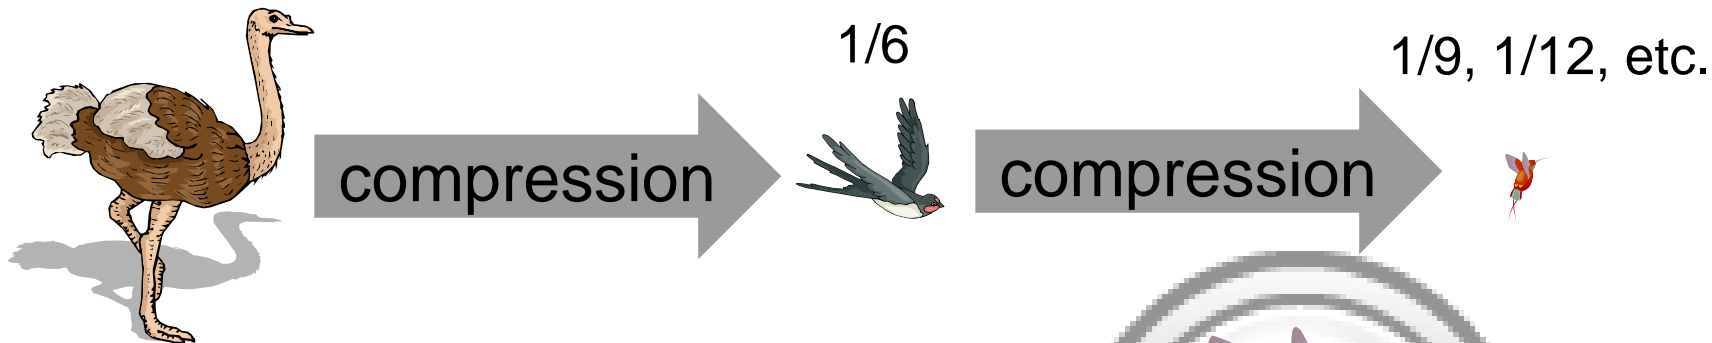 1/6
1/9, 1/12, etc.
compression
compression